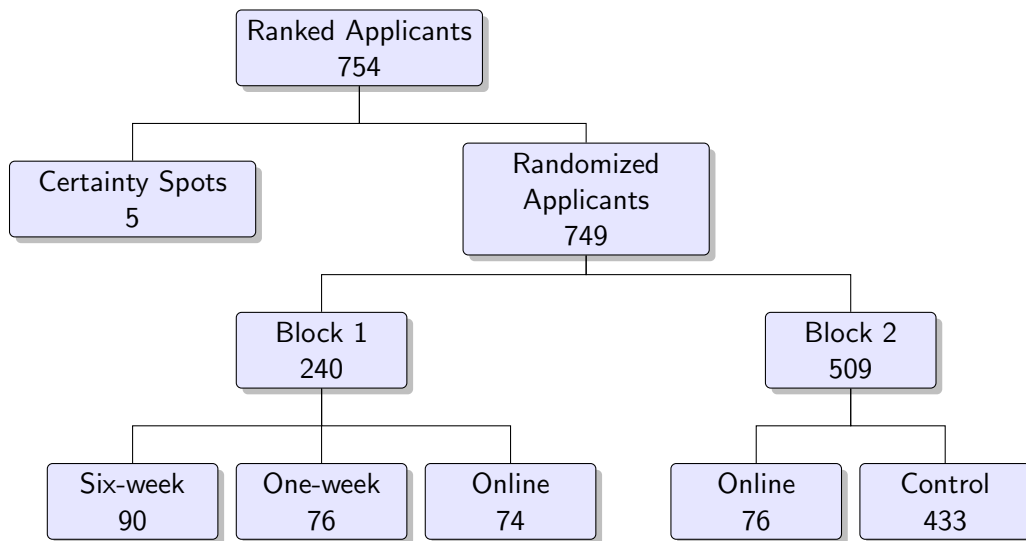 Ranked Applicants
754
Certainty Spots
5
Randomized
Applicants
749
Block 1
240
Block 2
509
Six-week
90
One-week
76
Online
74
Online
76
Control
433